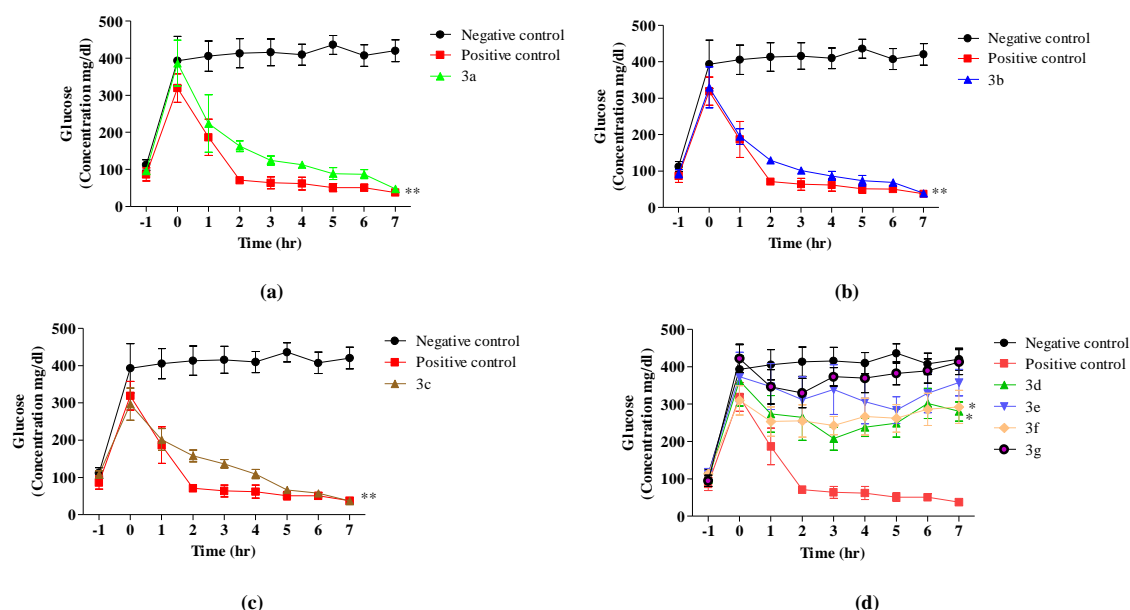 500
400
300
200
100
0
Glucose
(Concentration mg/dl)
-1 0 1 2 3 4 5 6 7
Time (hr)
Negative control
Positive control
3a
**
(a)
500
400
300
200
100
0
Glucose
(Concentration mg/dl)
-1 0 1 2 3 4 5 6 7
Time (hr)
Negative control
Positive control
3b
**
(b)
500
400
300
200
100
0
Glucose
(Concentration mg/dl)
-1 0 1 2 3 4 5 6 7
Time (hr)
Negative control
Positive control
3c
**
(c)
500
400
300
200
100
0
Glucose
(Concentration mg/dl)
-1 0 1 2 3 4 5 6 7
Time (hr)
Negative control
Positive control
3d
3e
3f
3g
*
*
(d)